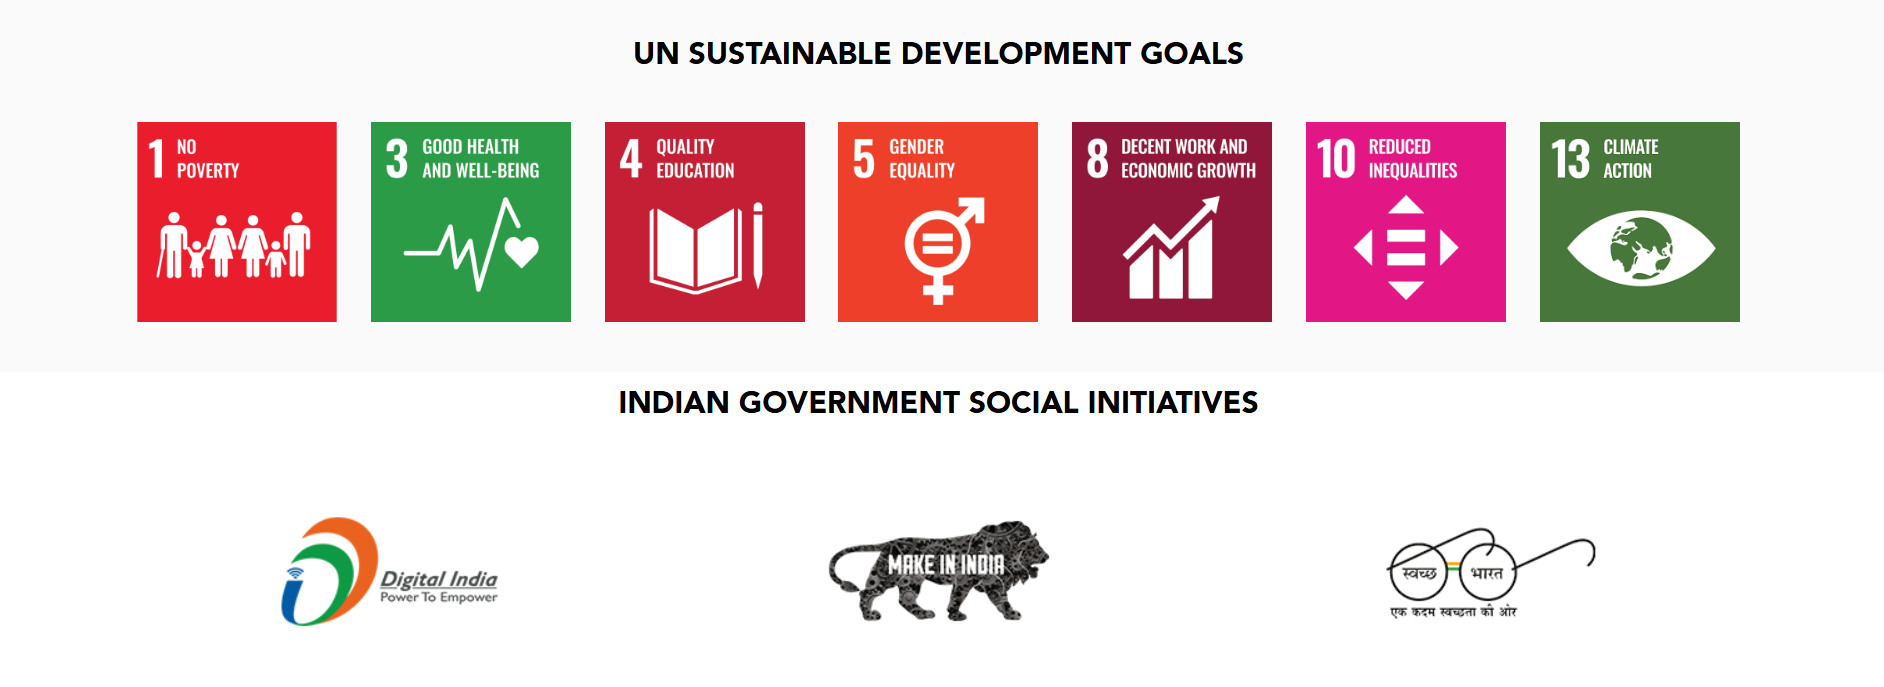 UN SUSTAINABLE DEVELOPMENT GOALS
1 NO
POVERTY
3 GOOD HEALTH
AND WELL-BEING
4 QUALITY
EDUCATION
5 GENDER
EQUALITY
8 DECENT WORK AND
ECONOMIC GROWTH
10 REDUCED
INEQUALITIES
13 CLIMATE
ACTION
INDIAN GOVERNMENT SOCIAL INITIATIVES
Digital India
Power To Empower
MAKE IN INDIA
स्वच्छ भारत
एक कदम स्वच्छता की ओर